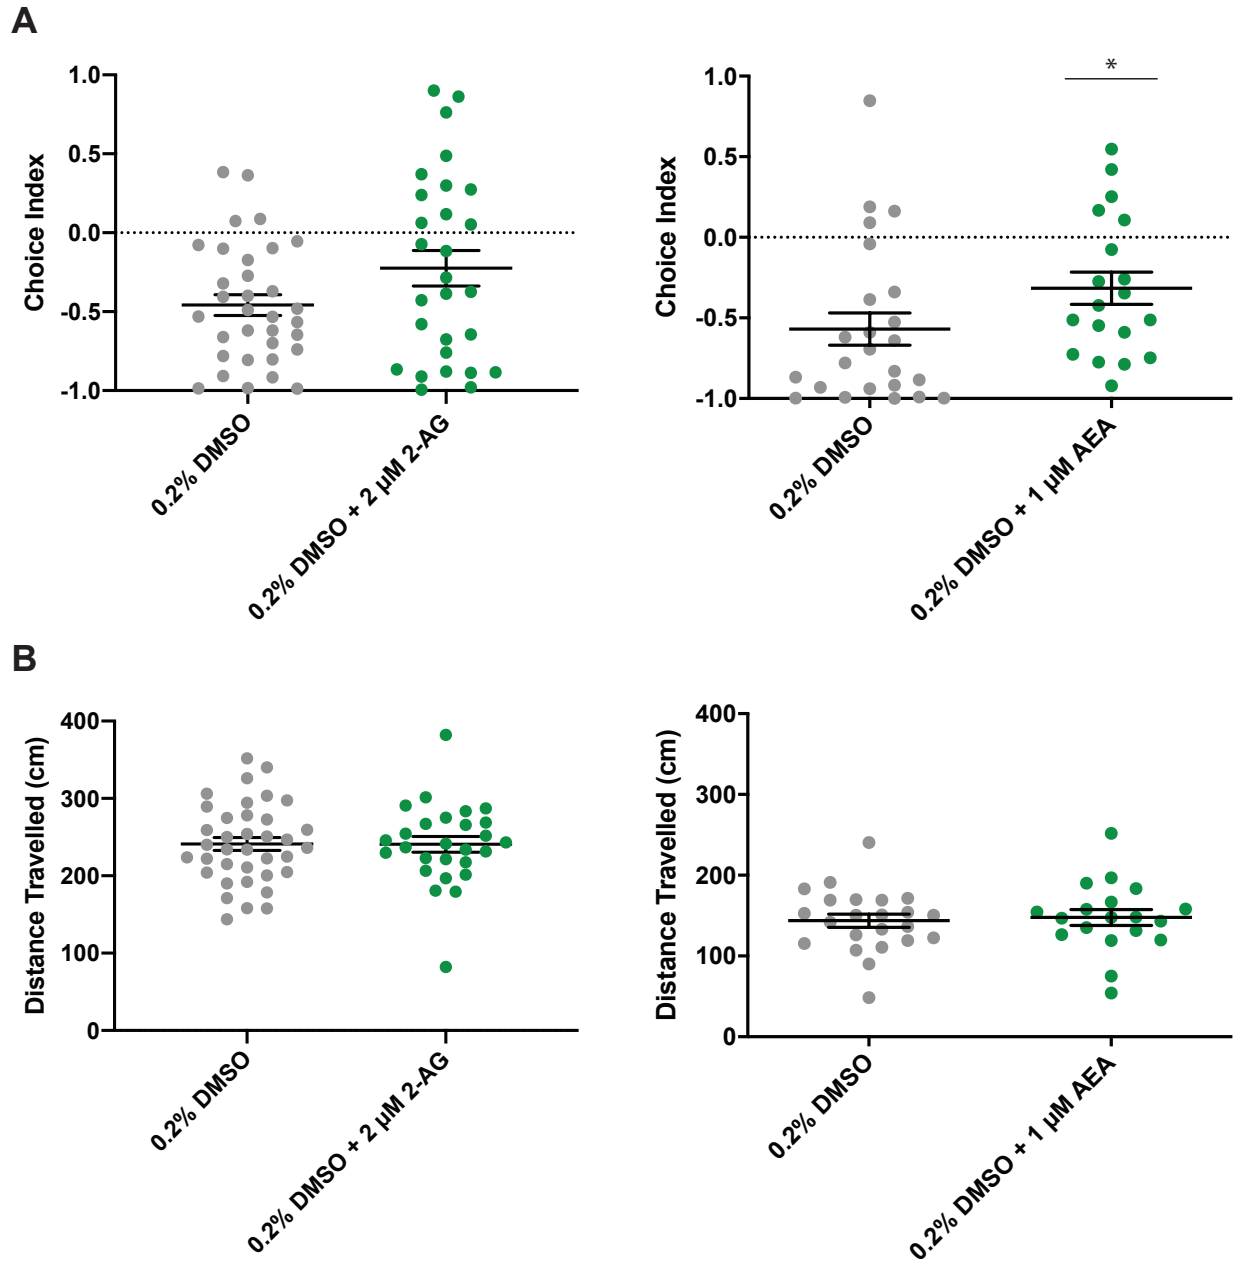 A
Choice Index
1.0
0.5
0.0
-0.5
-1.0
0.2% DMSO
0.2% DMSO + 2 µM 2-AG
Choice Index
1.0
0.5
0.0
-0.5
-1.0
*
0.2% DMSO
0.2% DMSO + 1 µM AEA
B
Distance Travelled (cm)
400
300
200
100
0
0.2% DMSO
0.2% DMSO + 2 µM 2-AG
Distance Travelled (cm)
400
300
200
100
0
0.2% DMSO
0.2% DMSO + 1 µM AEA